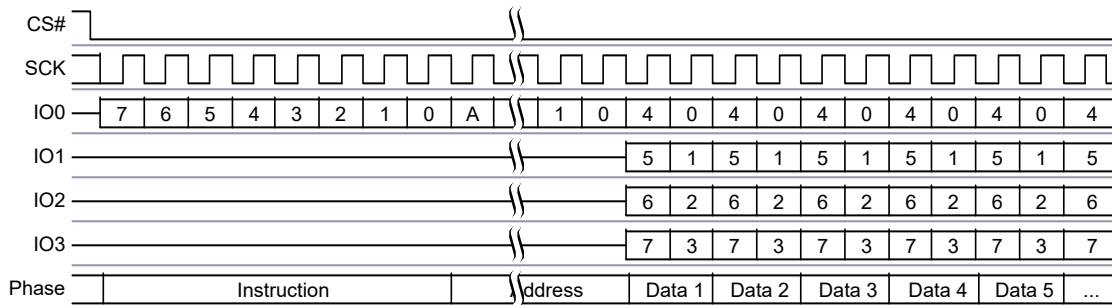 CS#
SCK
IO0 7 6 5 4 3 2 1 0 A 1 0 4 0 4 0 4 0 4 0 4 0 4
IO1 5 1 5 1 5 1 5 1 5 1 5
IO2 6 2 6 2 6 2 6 2 6 2 6
IO3 7 3 7 3 7 3 7 3 7 3 7
Phase Instruction Address Data 1 Data 2 Data 3 Data 4 Data 5 ...